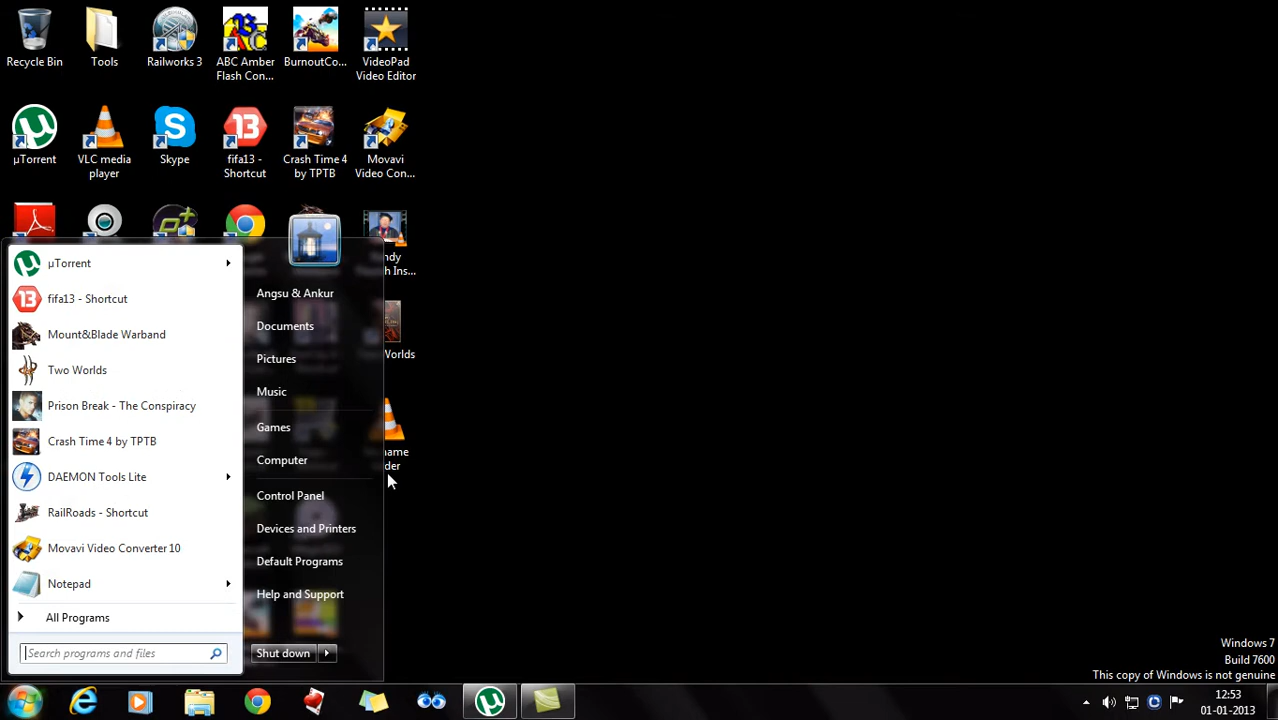 Recycle Bin
Tools
Railworks 3
ABC Amber
Flash Con...
BurnoutCo...
VideoPad
Video Editor
µTorrent
VLC media
player
Skype
fifa13 -
Shortcut
Crash Time 4
by TPTB
Movavi
Video Con...
13
µTorrent
fifa13 - Shortcut
Mount&Blade Warband
Two Worlds
Prison Break - The Conspiracy
Crash Time 4 by TPTB
DAEMON Tools Lite
RailRoads - Shortcut
Movavi Video Converter 10
Notepad
All Programs
Search programs and files
Angsu & Ankur
Documents
Pictures
Music
Games
Computer
Control Panel
Devices and Printers
Default Programs
Help and Support
Shut down
Worlds
Windows 7
Build 7600
This copy of Windows is not genuine
12:53
01-01-2013